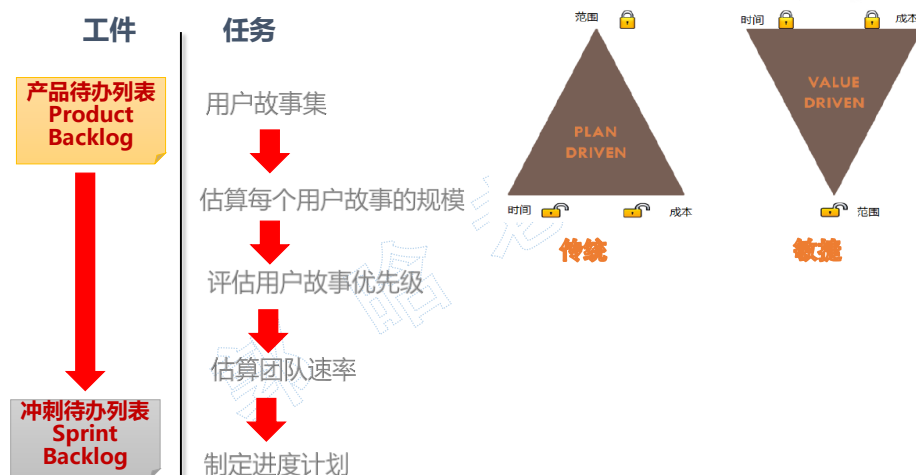 工件
任务
产品待办列表
Product
Backlog
用户故事集
估算每个用户故事的规模
评估用户故事优先级
估算团队速率
制定进度计划
冲刺待办列表
Sprint
Backlog
范围
PLAN
DRIVEN
时间
成本
传统
时间
成本
VALUE
DRIVEN
范围
敏捷